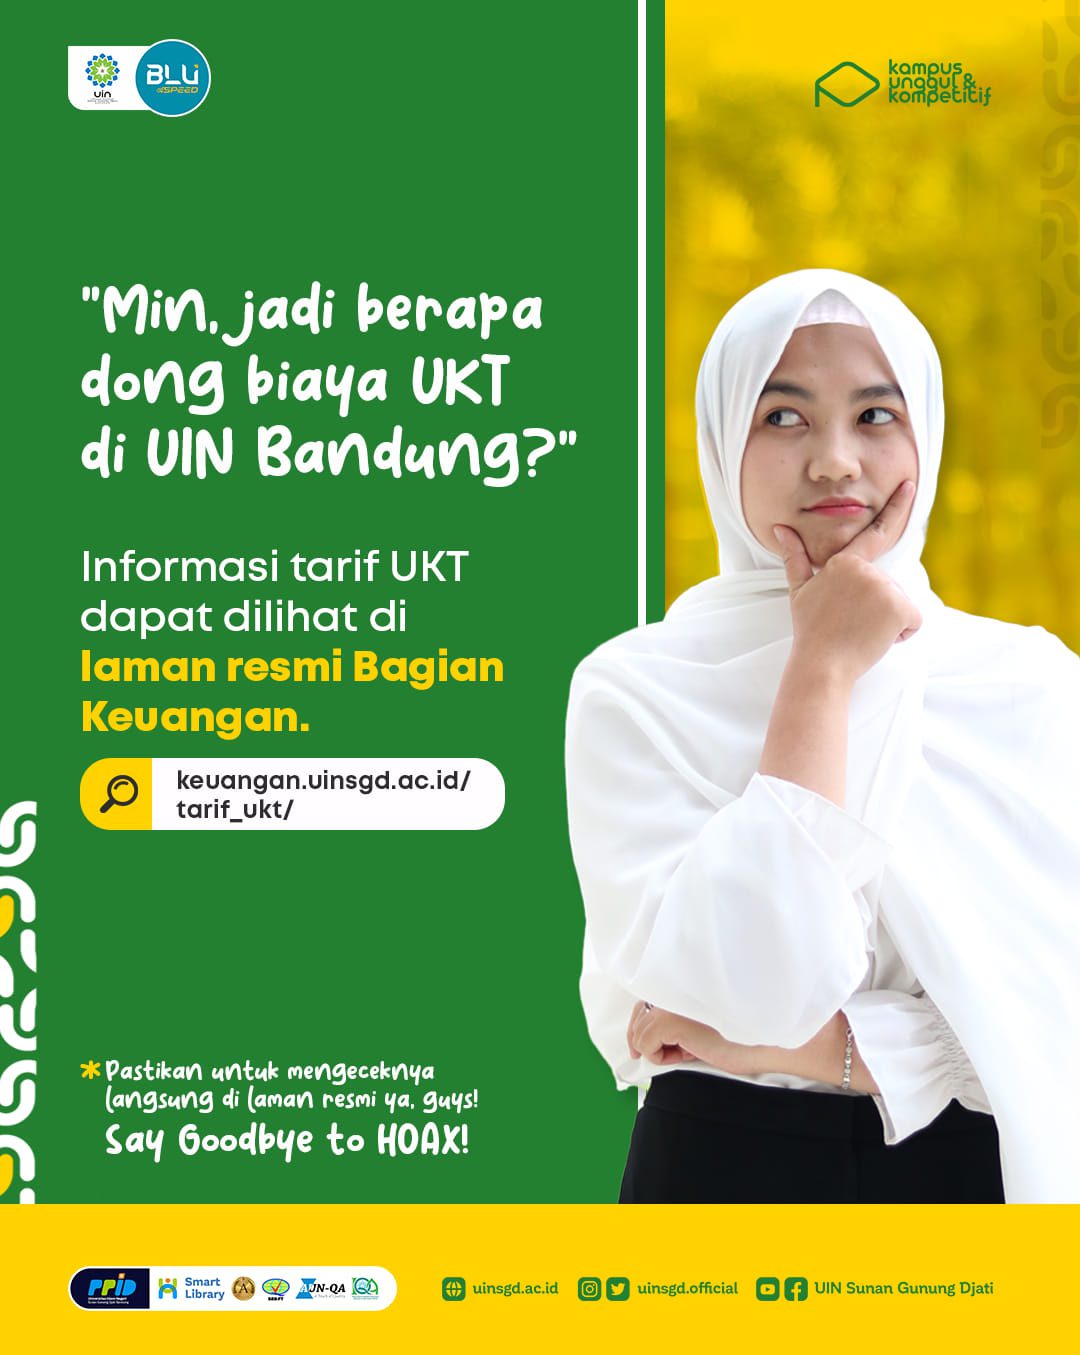 uin
BLU
SPEED
kampus
unggul &
kompetitif
"Min, jadi berapa
dong biaya UKT
di UIN Bandung?"
Informasi tarif UKT
dapat dilihat di
laman resmi Bagian
Keuangan.
keuangan.uinsgd.ac.id/
tarif_ukt/
*Pastikan untuk mengeceknya
langsung di laman resmi ya, guys!
Say Goodbye to HOAX!
PPID
Smart
Library
uinsgd.ac.id
uinsgd.official
UIN Sunan Gunung Djati